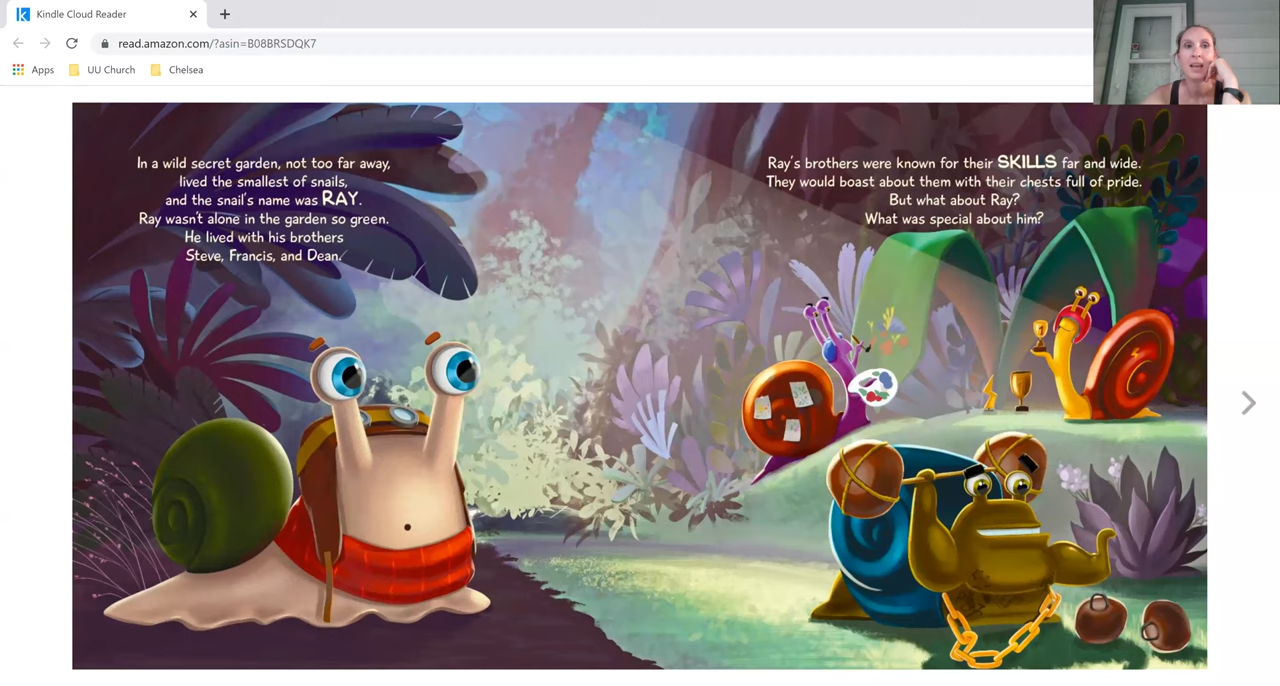 Kindle Cloud Reader
read.amazon.com/?asin=B08BRSDQK7
Apps
UU Church
Chelsea
In a wild secret garden, not too far away,
lived the smallest of snails,
and the snail's name was RAY.
Ray wasn't alone in the garden so green.
He lived with his brothers
Steve, Francis, and Dean.
Ray's brothers were known for their SKILLS far and wide.
They would boast about them with their chests full of pride.
But what about Ray?
What was special about him?